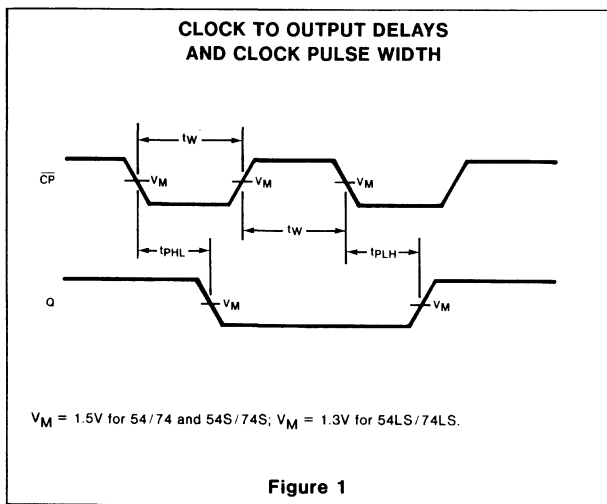 CLOCK TO OUTPUT DELAYS
AND CLOCK PULSE WIDTH
tW
CP VM VM VM
tPHL tW tPLH
Q VM VM
VM = 1.5V for 54/74 and 54S/74S; VM = 1.3V for 54LS/74LS.
Figure 1